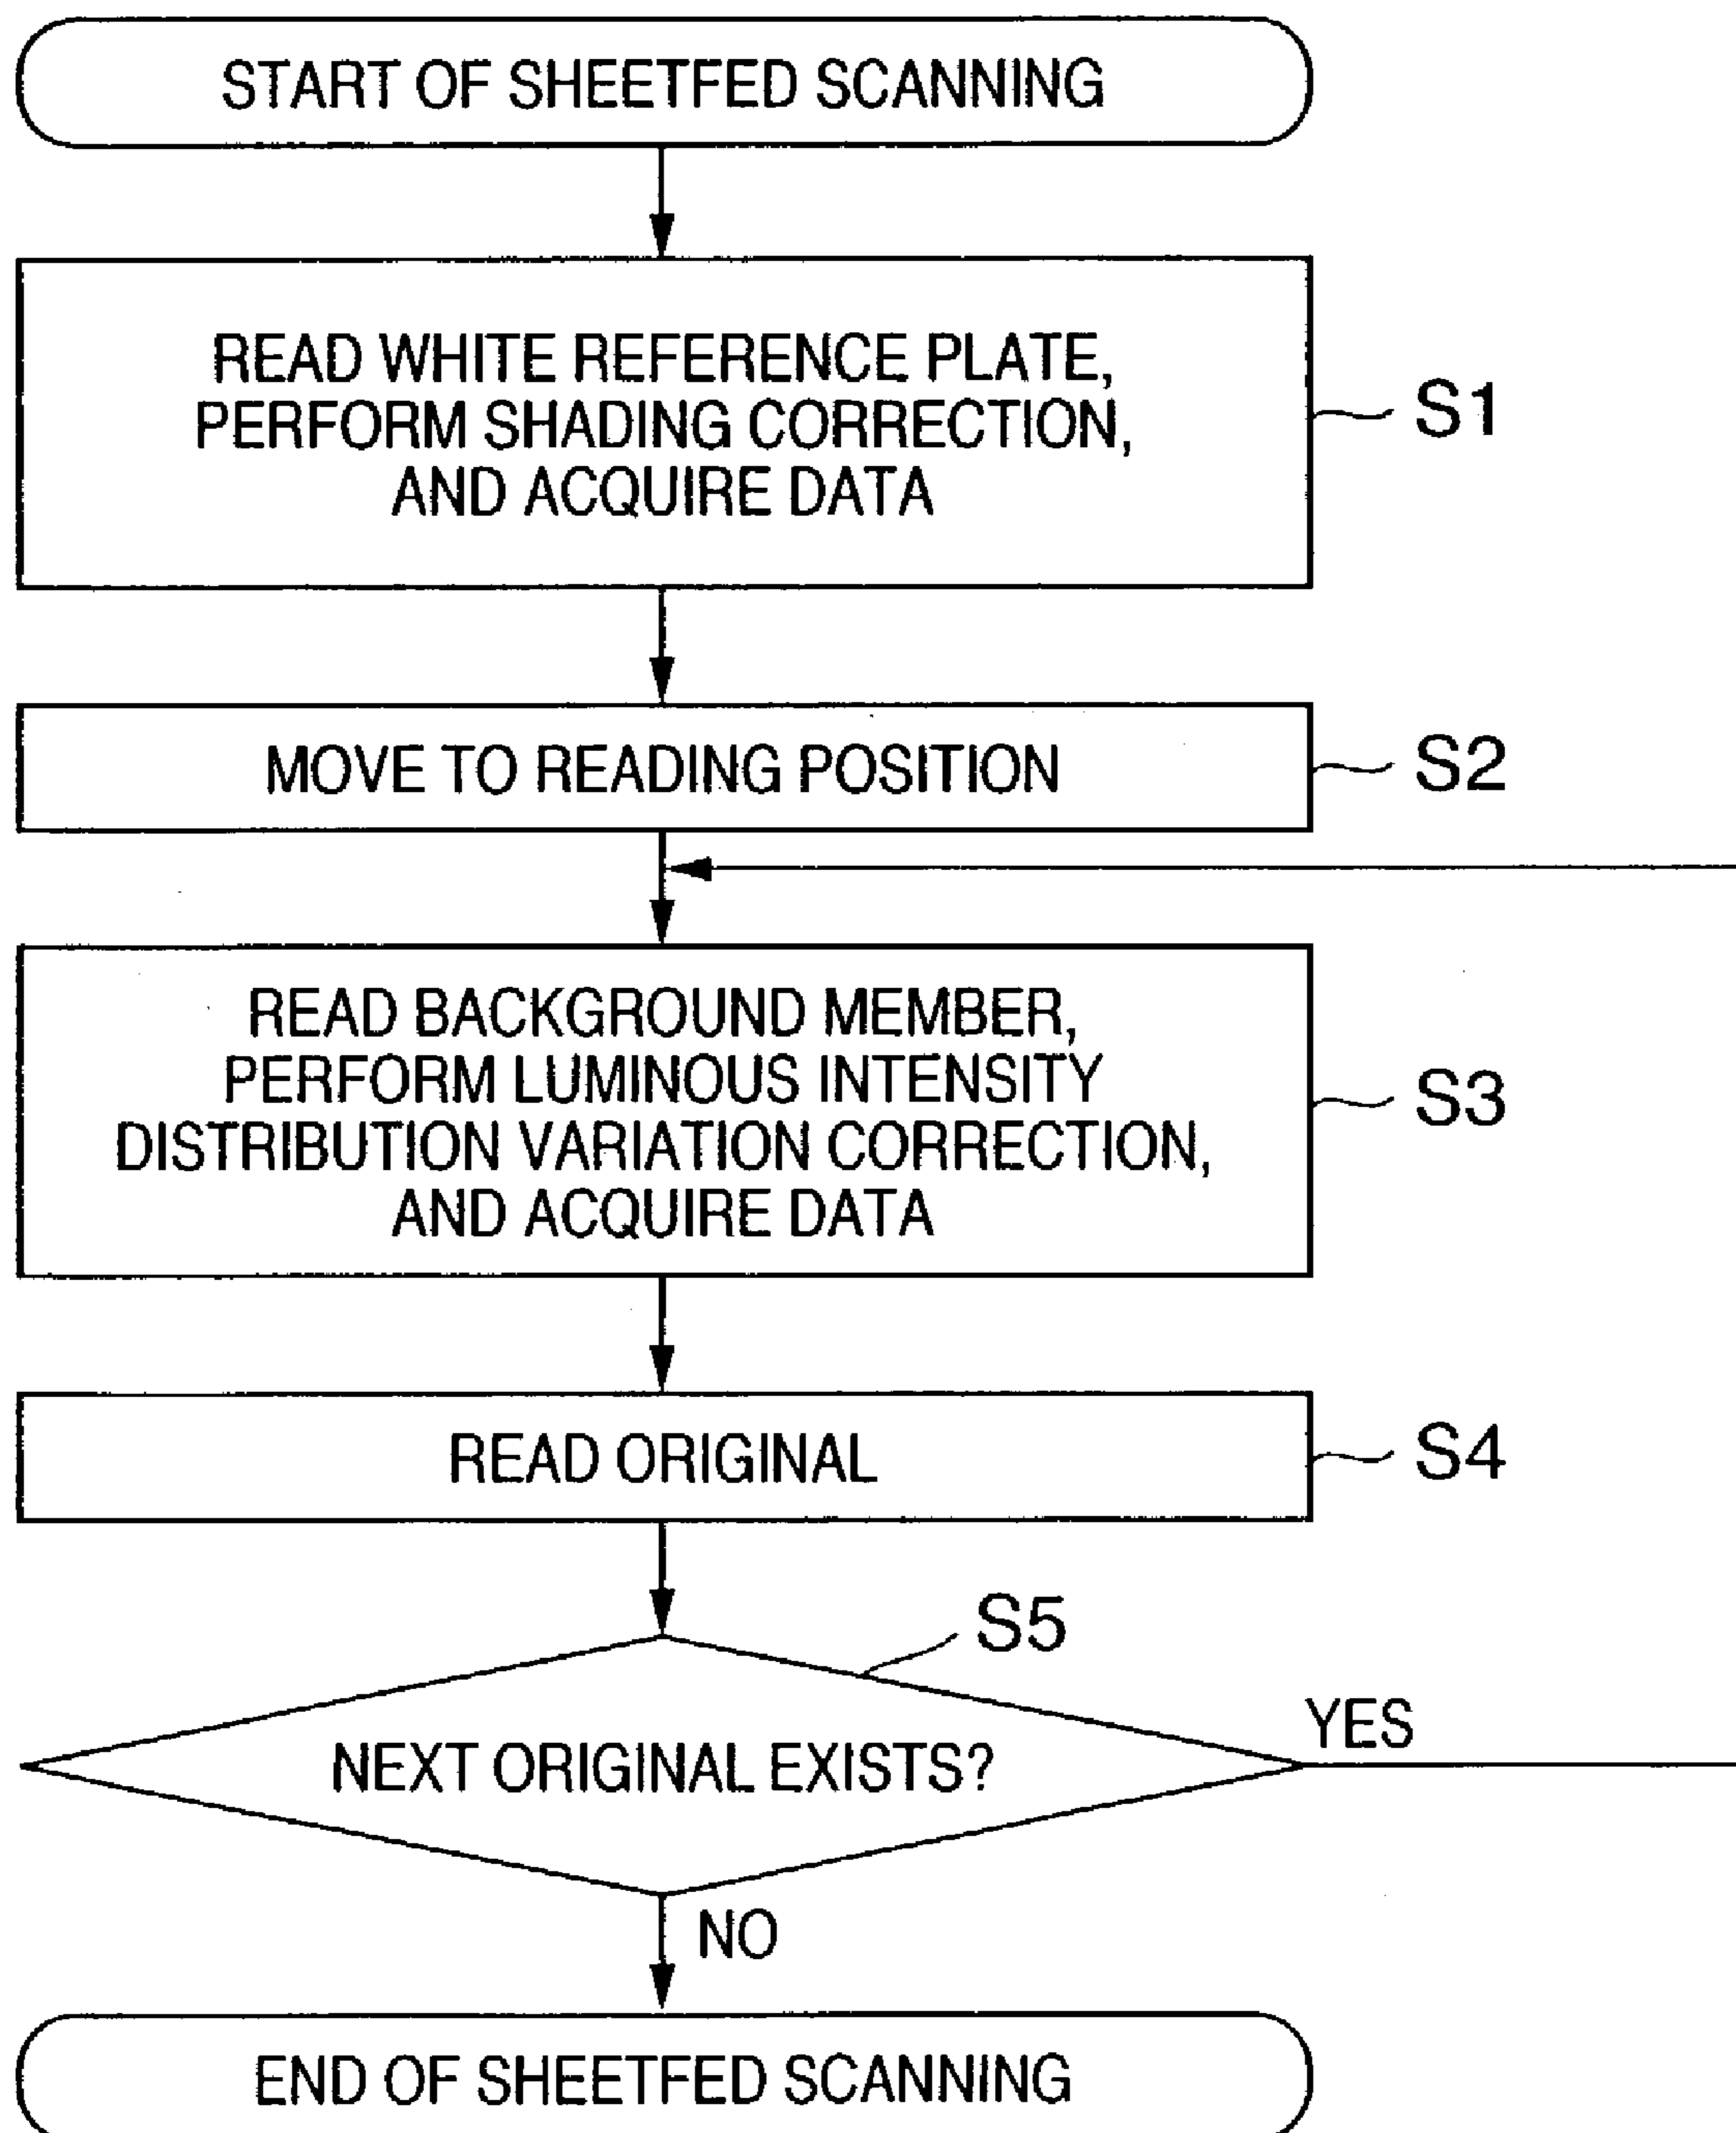 START OF SHEETFED SCANNING
READ WHITE REFERENCE PLATE,
PERFORM SHADING CORRECTION,
AND ACQUIRE DATA
S1
MOVE TO READING POSITION
S2
READ BACKGROUND MEMBER,
PERFORM LUMINOUS INTENSITY
DISTRIBUTION VARIATION CORRECTION,
AND ACQUIRE DATA
S3
READ ORIGINAL
S4
S5
NEXT ORIGINAL EXISTS?
YES
NO
END OF SHEETFED SCANNING